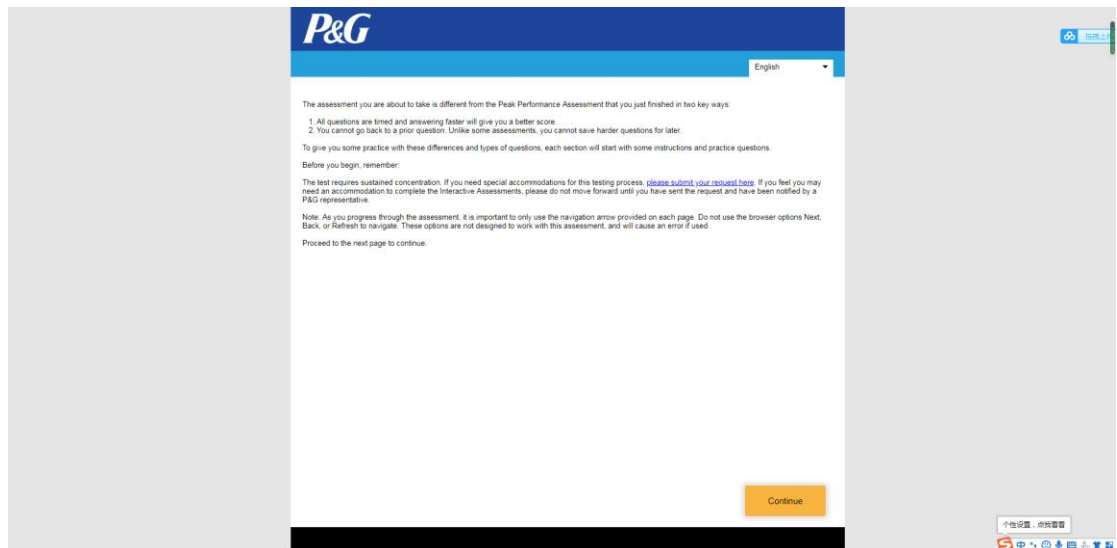 P&G
English
The assessment you are about to take is different from the Peak Performance Assessment that you just finished in two key ways:
1. All questions are timed and answering faster will give you a better score.
2. You cannot go back to a prior question. Unlike some assessments, you cannot save harder questions for later.
To give you some practice with these differences and types of questions, each section will start with some instructions and practice questions.
Before you begin, remember:
The test requires sustained concentration. If you need special accommodations for this testing process, please submit your request here. If you feel you may
need an accommodation to complete the Interactive Assessments, please do not move forward until you have sent the request and have been notified by a
P&G representative.
Note: As you progress through the assessment, it is important to only use the navigation arrow provided on each page. Do not use the browser options Next,
Back, or Refresh to navigate. These options are not designed to work with this assessment, and will cause an error if used.
Proceed to the next page to continue.
Continue
个性设置，点我看看
中